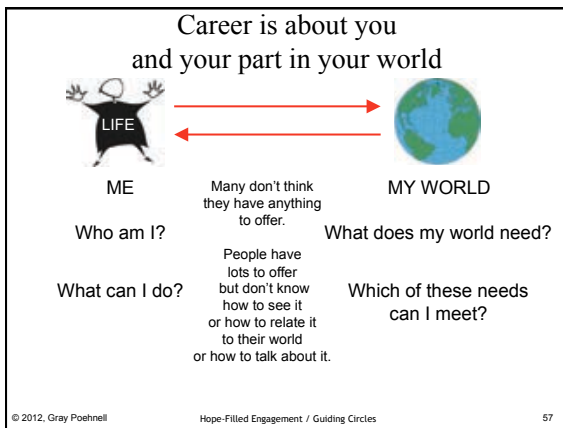 Career is about you
and your part in your world
LIFE
ME
Who am I?
What can I do?
Many don't think
they have anything
to offer.
People have
lots to offer
but don't know
how to see it
or how to relate it
to their world
or how to talk about it.
MY WORLD
What does my world need?
Which of these needs
can I meet?
© 2012, Gray Poehnell
Hope-Filled Engagement / Guiding Circles
57